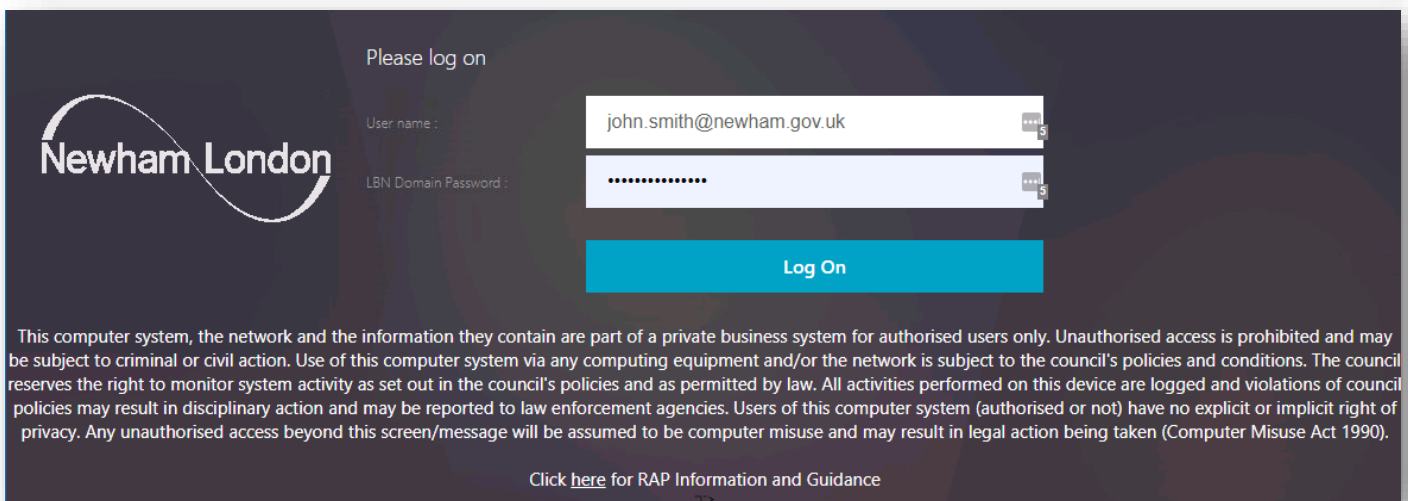 Please log on
Newham London
User name :
john.smith@newham.gov.uk
5
LBN Domain Password :
•••••••••••••••
5
Log On
This computer system, the network and the information they contain are part of a private business system for authorised users only. Unauthorised access is prohibited and may
be subject to criminal or civil action. Use of this computer system via any computing equipment and/or the network is subject to the council's policies and conditions. The council
reserves the right to monitor system activity as set out in the council's policies and as permitted by law. All activities performed on this device are logged and violations of council
policies may result in disciplinary action and may be reported to law enforcement agencies. Users of this computer system (authorised or not) have no explicit or implicit right of
privacy. Any unauthorised access beyond this screen/message will be assumed to be computer misuse and may result in legal action being taken (Computer Misuse Act 1990).
Click here for RAP Information and Guidance